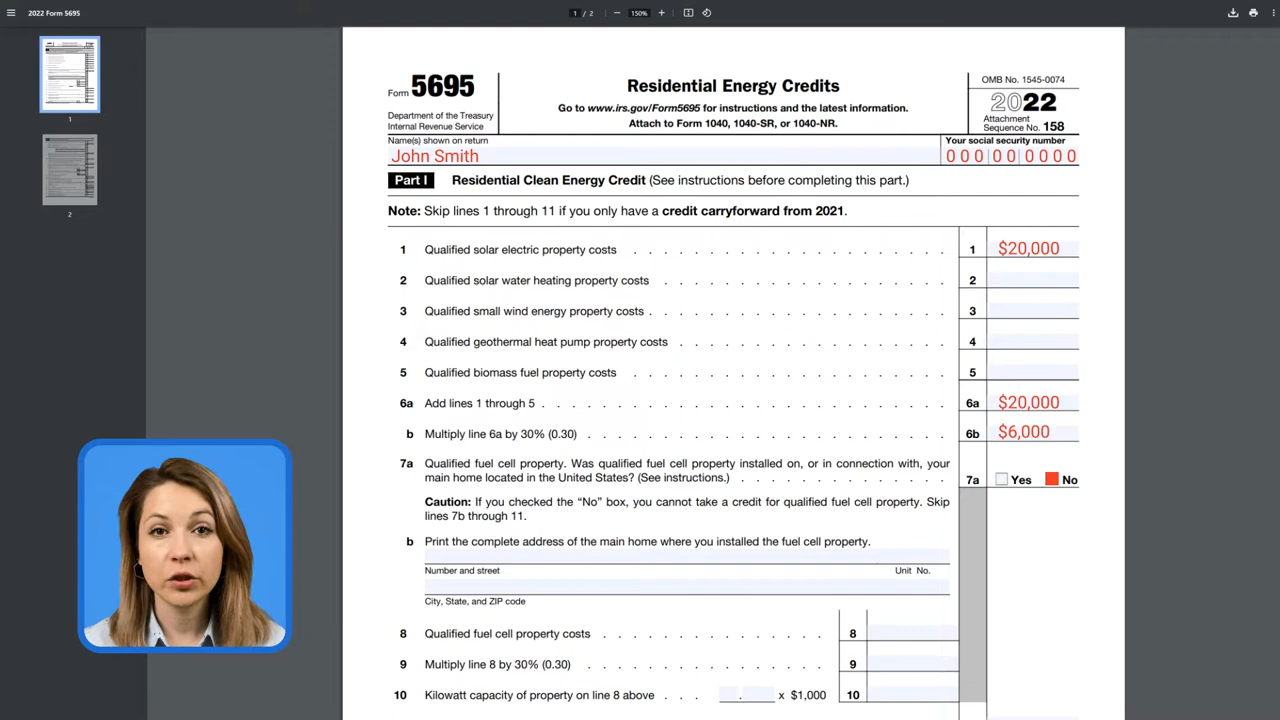 2022 Form 5695
1 / 2
150%
1
2
Form 5695
Department of the Treasury
Internal Revenue Service
Residential Energy Credits
Go to www.irs.gov/Form5695 for instructions and the latest information.
Attach to Form 1040, 1040-SR, or 1040-NR.
OMB No. 1545-0074
2022
Attachment
Sequence No. 158
Name(s) shown on return
Your social security number
John Smith
0 0 0 0 0 0 0 0 0
Part I Residential Clean Energy Credit (See instructions before completing this part.)
Note: Skip lines 1 through 11 if you only have a credit carryforward from 2021.
1 Qualified solar electric property costs . . . . . . . . . . . . . . . . . . . . 1 $20,000
2 Qualified solar water heating property costs . . . . . . . . . . . . . . . . . . 2
3 Qualified small wind energy property costs . . . . . . . . . . . . . . . . . . . 3
4 Qualified geothermal heat pump property costs . . . . . . . . . . . . . . . . . . 4
5 Qualified biomass fuel property costs . . . . . . . . . . . . . . . . . . . . 5
6a Add lines 1 through 5 . . . . . . . . . . . . . . . . . . . . . . . . . . 6a $20,000
b Multiply line 6a by 30% (0.30) . . . . . . . . . . . . . . . . . . . . . . . 6b $6,000
7a Qualified fuel cell property. Was qualified fuel cell property installed on, or in connection with, your
main home located in the United States? (See instructions.) . . . . . . . . . . . . . . 7a Yes No
Caution: If you checked the “No” box, you cannot take a credit for qualified fuel cell property. Skip
lines 7b through 11.
b Print the complete address of the main home where you installed the fuel cell property.
Number and street Unit No.
City, State, and ZIP code
8 Qualified fuel cell property costs . . . . . . . . . . . . . . 8
9 Multiply line 8 by 30% (0.30) . . . . . . . . . . . . . . . 9
10 Kilowatt capacity of property on line 8 above . . . . x $1,000 10